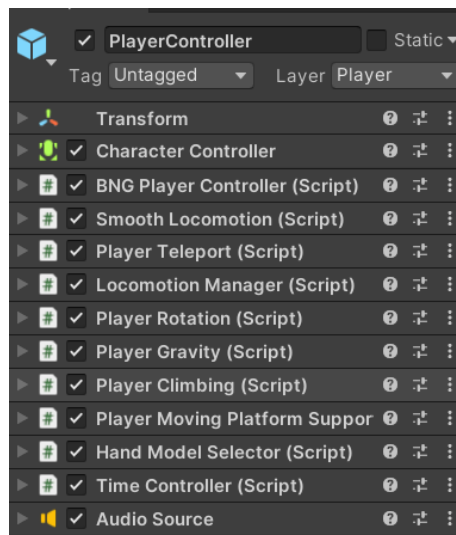 PlayerController Static
Tag Untagged Layer Player
Transform
Character Controller
# BNG Player Controller (Script)
# Smooth Locomotion (Script)
# Player Teleport (Script)
# Locomotion Manager (Script)
# Player Rotation (Script)
# Player Gravity (Script)
# Player Climbing (Script)
# Player Moving Platform Suppor
# Hand Model Selector (Script)
# Time Controller (Script)
Audio Source